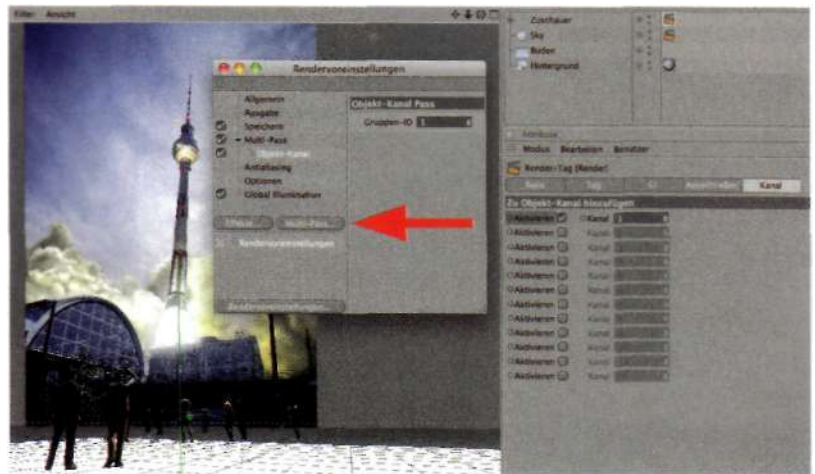 Filter Ansicht
Rendervoreinstellungen
Allgemein
Ausgabe
Speichern
Multi-Pass
Objekt-Kanal
Antialiasing
Optionen
Global Illumination
Effekte... Multi-Pass...
Rendervoreinstellungen
Rendervoreinstellungen
Objekt-Kanal Pass
Gruppen-ID 1
Zuschauer
Sky
Boden
Hintergrund
Attribute
Modus Bearbeiten Benutzer
Render-Tag [Render]
Basis Tag GI Kanal
Zu Objekt-Kanal hinzufügen
Aktivieren Kanal 1
Aktivieren Kanal
Aktivieren Kanal
Aktivieren Kanal
Aktivieren Kanal
Aktivieren Kanal
Aktivieren Kanal
Aktivieren Kanal
Aktivieren Kanal
Aktivieren Kanal
Aktivieren Kanal
Aktivieren Kanal